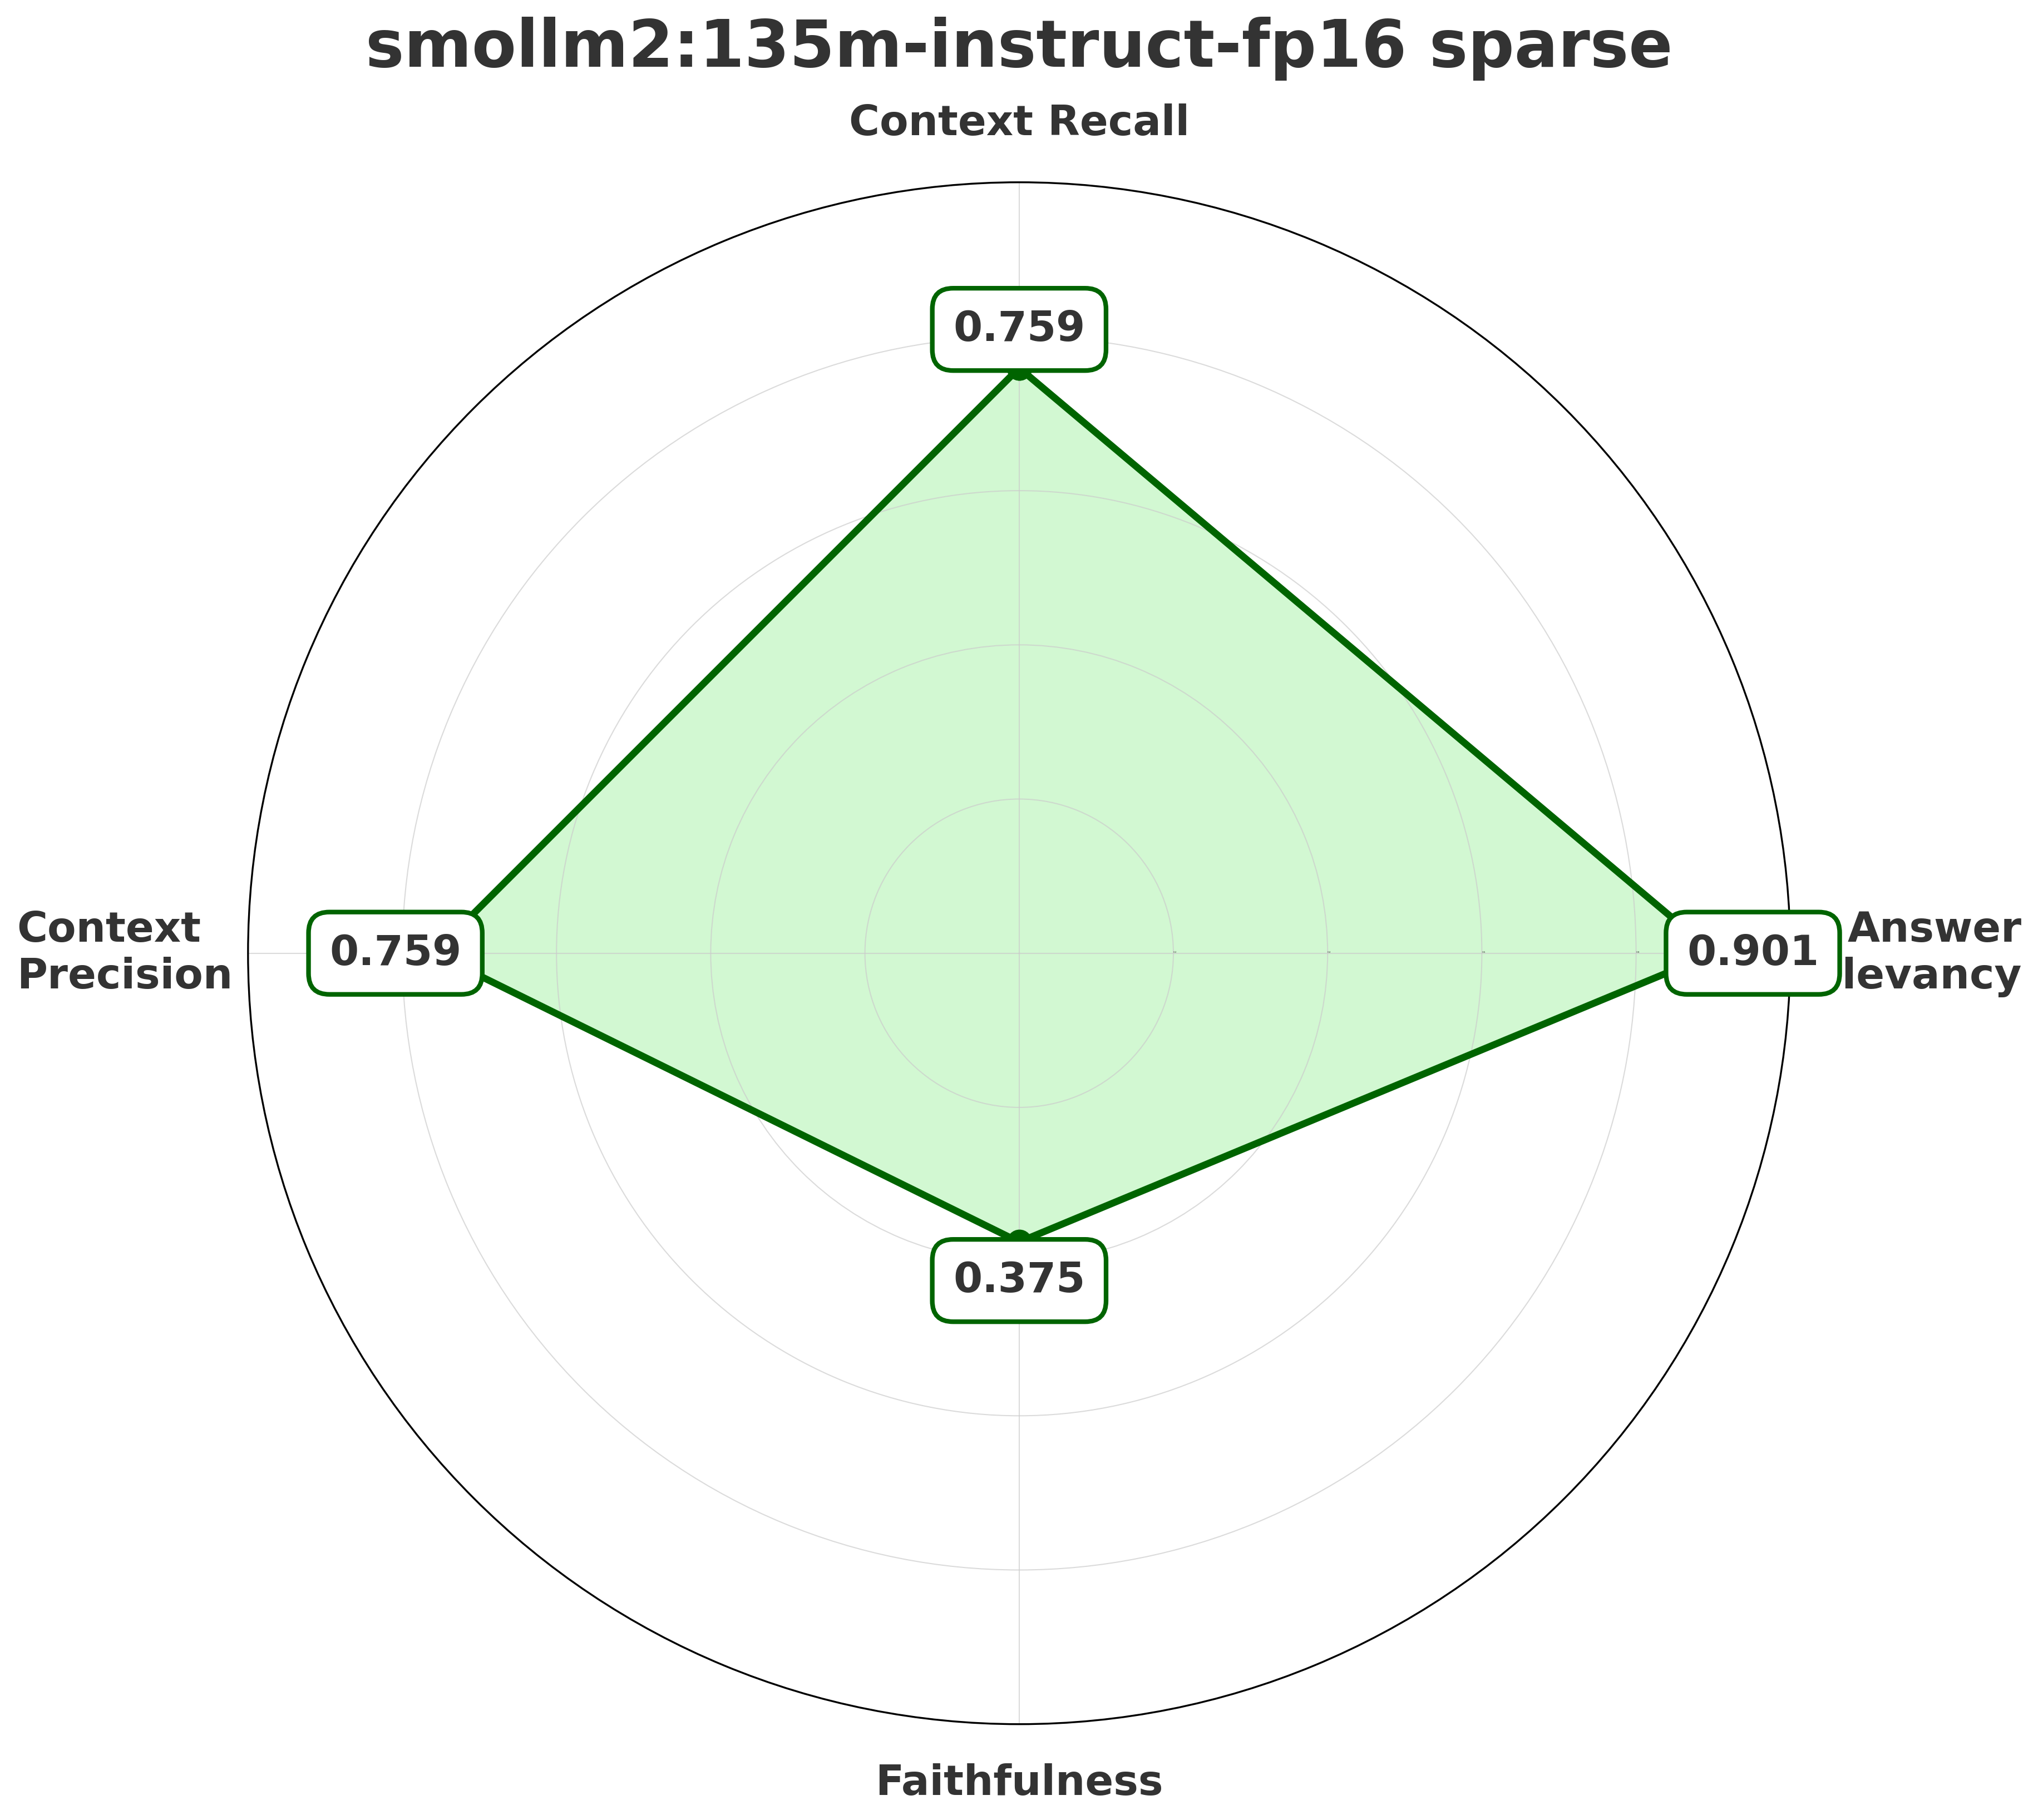 smollm2:135m-instruct-fp16 sparse
Context Recall
0.759
Context
Precision
0.759
0.901
Answer
levancy
0.375
Faithfulness